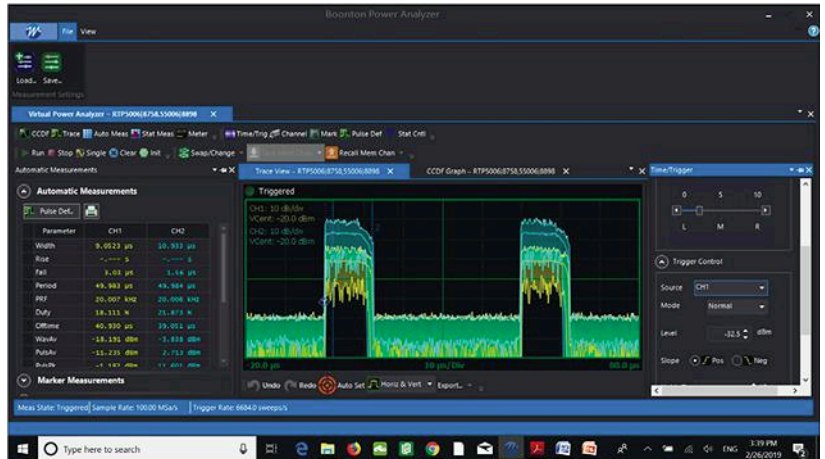 Boonton Power Analyzer
File View
Load... Save...
Measurement Settings
Virtual Power Analyzer - RTP5006|8758,55006|8898 X
CCDF Trace Auto Meas Stat Meas Meter Time/Trig Channel Mark Pulse Def Stat Cntl
Run Stop Single Clear Init Swap/Change Recall Mem Chan
Automatic Measurements
Trace View - RTP5006|8758,55006|8898 X CCDF Graph - RTP5006|8758,55006|8898 X
Time/Trigger
Automatic Measurements
Pulse Def...
Parameter CH1 CH2
Width 9.0523 µs 10.933 µs
Rise -.--- s -.--- s
Fall 3.03 µs 1.56 µs
Period 49.983 µs 49.984 µs
PRF 20.007 kHz 20.006 kHz
Duty 18.111 % 21.873 %
Offtime 40.930 µs 39.051 µs
WavAv -18.191 dBm -3.838 dBm
PulsAv -11.235 dBm 2.713 dBm
PulsPk -1.182 dBm 11.601 dBm
Marker Measurements
Triggered
CH1: 10 dB/div
VCent: -20.0 dBm
CH2: 10 dB/div
VCent: -20.0 dBm
2
-20.0 µs 10 µs/Div 80.0 µs
Undo Redo Auto Set Horiz & Vert Export...
0 5 10
L M R
Trigger Control
Source CH1
Mode Normal
Level -32.5 dBm
Slope Pos Neg
Meas State: Triggered Sample Rate: 100.00 MSa/s Trigger Rate: 6684.0 sweeps/s
Type here to search
ENG
3:39 PM
2/26/2019